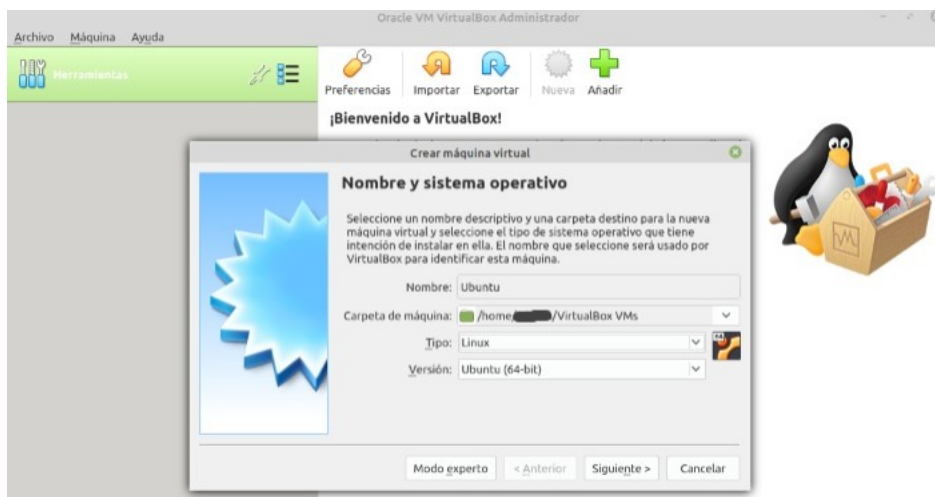 Oracle VM VirtualBox Administrador
Archivo Máquina Ayuda
Herramientas
Preferencias Importar Exportar Nueva Añadir
¡Bienvenido a VirtualBox!
Crear máquina virtual
Nombre y sistema operativo
Seleccione un nombre descriptivo y una carpeta destino para la nueva
máquina virtual y seleccione el tipo de sistema operativo que tiene
intención de instalar en ella. El nombre que seleccione será usado por
VirtualBox para identificar esta máquina.
Nombre: Ubuntu
Carpeta de máquina: /home/ /VirtualBox VMs
Tipo: Linux
Versión: Ubuntu (64-bit)
Modo experto < Anterior Siguiente > Cancelar